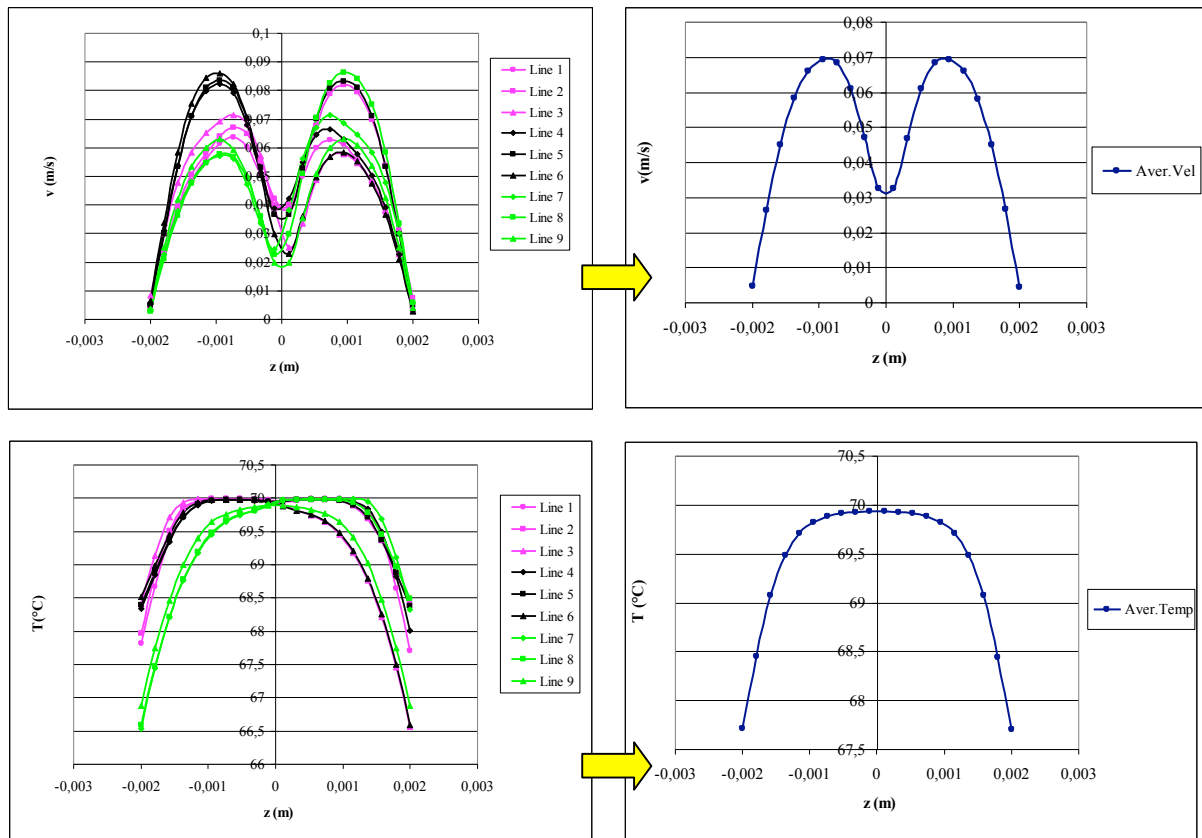 0,1
0,09
0,08
0,07
0,06
0,05
0,04
0,03
0,02
0,01
0
-0,003 -0,002 -0,001 0 0,001 0,002 0,003
v (m/s)
z (m)
Line 1
Line 2
Line 3
Line 4
Line 5
Line 6
Line 7
Line 8
Line 9
0,08
0,07
0,06
0,05
0,04
0,03
0,02
0,01
0
-0,003 -0,002 -0,001 0 0,001 0,002 0,003
v(m/s)
z (m)
Aver.Vel
70,5
70
69,5
69
68,5
68
67,5
67
66,5
66
-0,003 -0,002 -0,001 0 0,001 0,002 0,003
T(°C)
z (m)
Line 1
Line 2
Line 3
Line 4
Line 5
Line 6
Line 7
Line 8
Line 9
70,5
70
69,5
69
68,5
68
67,5
-0,003 -0,002 -0,001 0 0,001 0,002 0,003
T (°C)
z (m)
Aver.Temp